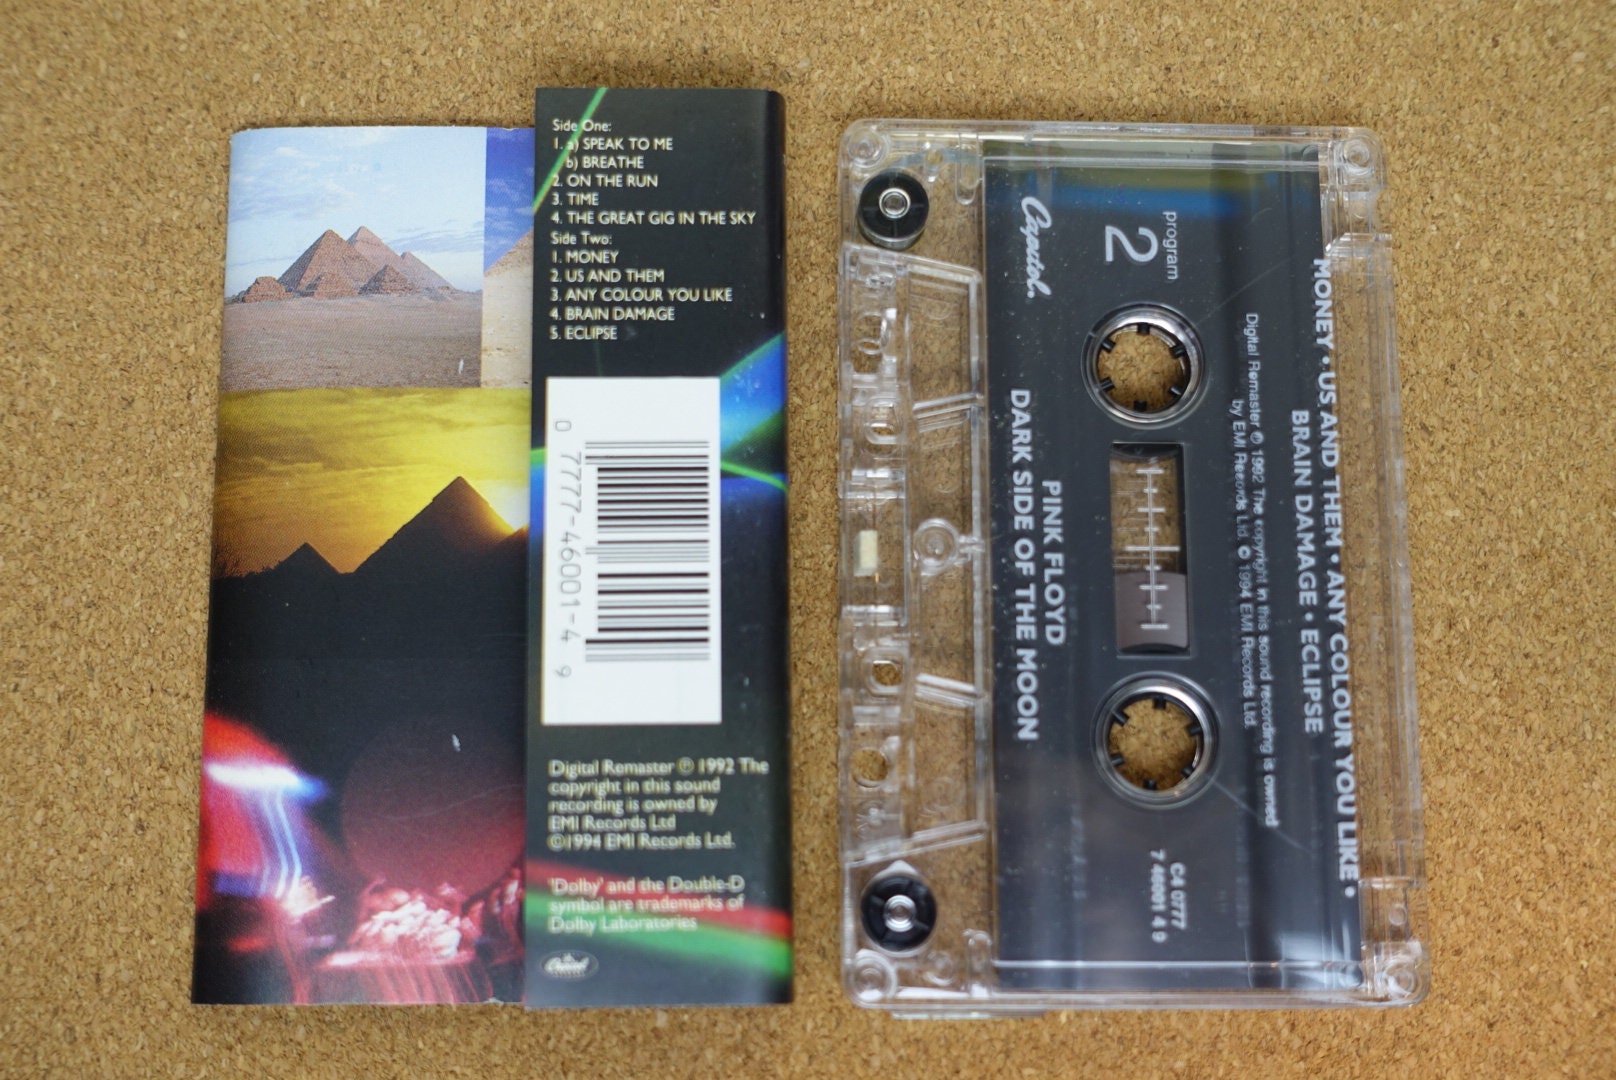 Side One:
1. a) SPEAK TO ME
b) BREATHE
2. ON THE RUN
3. TIME
4. THE GREAT GIG IN THE SKY
Side Two:
1. MONEY
2. US AND THEM
3. ANY COLOUR YOU LIKE
4. BRAIN DAMAGE
5. ECLIPSE
0 7777-46001-4 9
Digital Remaster ℗ 1992 The
copyright in this sound
recording is owned by
EMI Records Ltd
©1994 EMI Records Ltd.
'Dolby' and the Double-D
symbol are trademarks of
Dolby Laboratories
Capitol
MONEY • US AND THEM • ANY COLOUR YOU LIKE •
BRAIN DAMAGE • ECLIPSE
Digital Remaster ℗ 1992 The copyright in this sound recording is owned
by EMI Records Ltd. © 1994 EMI Records Ltd.
program
2
C4 0777
7 46001 4 9
Capitol.
PINK FLOYD
DARK SIDE OF THE MOON